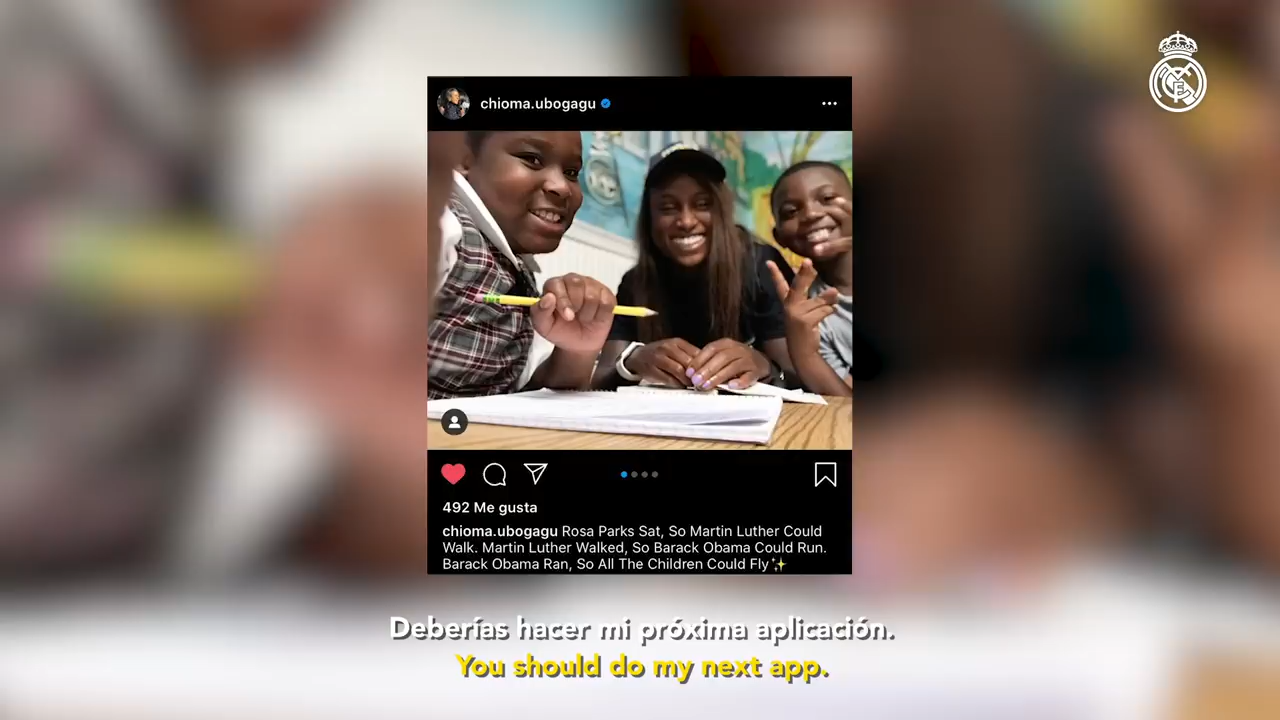 chioma.ubogagu
492 Me gusta
chioma.ubogagu Rosa Parks Sat, So Martin Luther Could
Walk. Martin Luther Walked, So Barack Obama Could Run.
Barack Obama Ran, So All The Children Could Fly✨
Deberías hacer mi próxima aplicación.
You should do my next app.